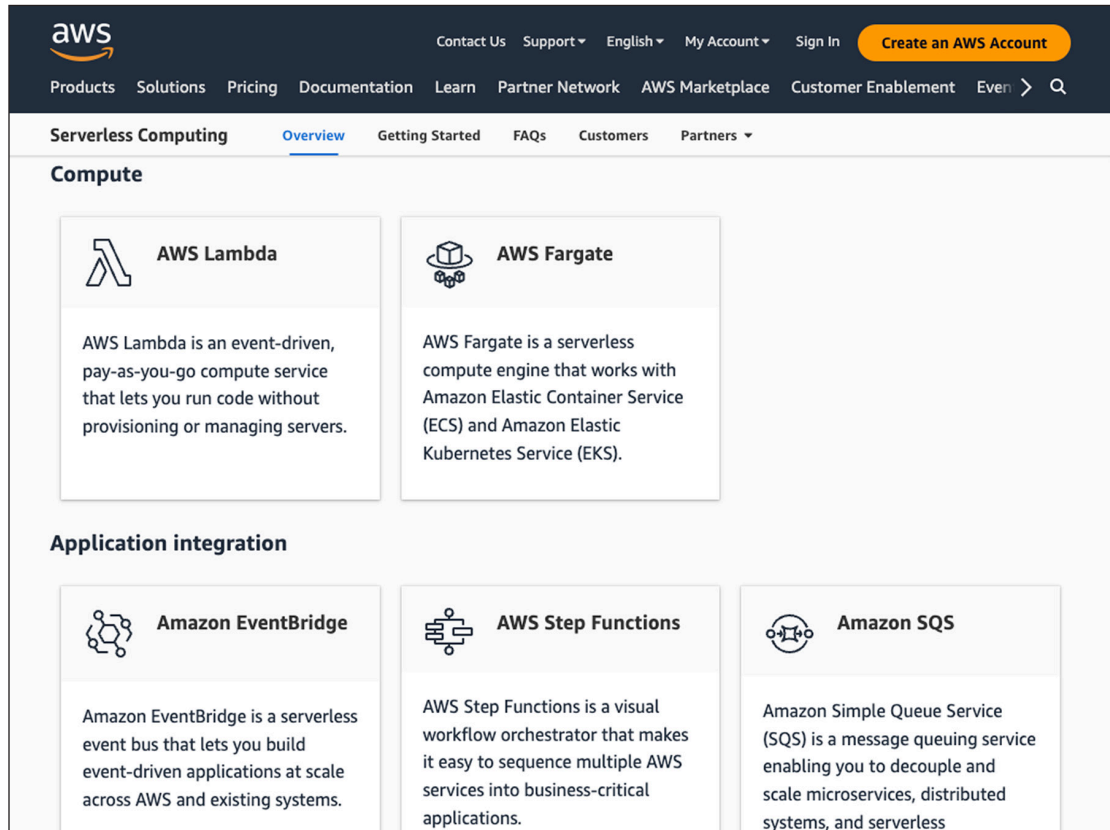 aws
Contact Us Support English My Account Sign In Create an AWS Account
Products Solutions Pricing Documentation Learn Partner Network AWS Marketplace Customer Enablement Even
Serverless Computing Overview Getting Started FAQs Customers Partners
Compute
AWS Lambda
AWS Lambda is an event-driven,
pay-as-you-go compute service
that lets you run code without
provisioning or managing servers.
AWS Fargate
AWS Fargate is a serverless
compute engine that works with
Amazon Elastic Container Service
(ECS) and Amazon Elastic
Kubernetes Service (EKS).
Application integration
Amazon EventBridge
Amazon EventBridge is a serverless
event bus that lets you build
event-driven applications at scale
across AWS and existing systems.
AWS Step Functions
AWS Step Functions is a visual
workflow orchestrator that makes
it easy to sequence multiple AWS
services into business-critical
applications.
Amazon SQS
Amazon Simple Queue Service
(SQS) is a message queuing service
enabling you to decouple and
scale microservices, distributed
systems, and serverless